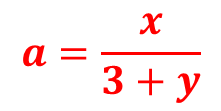 a = x / (3 + y)